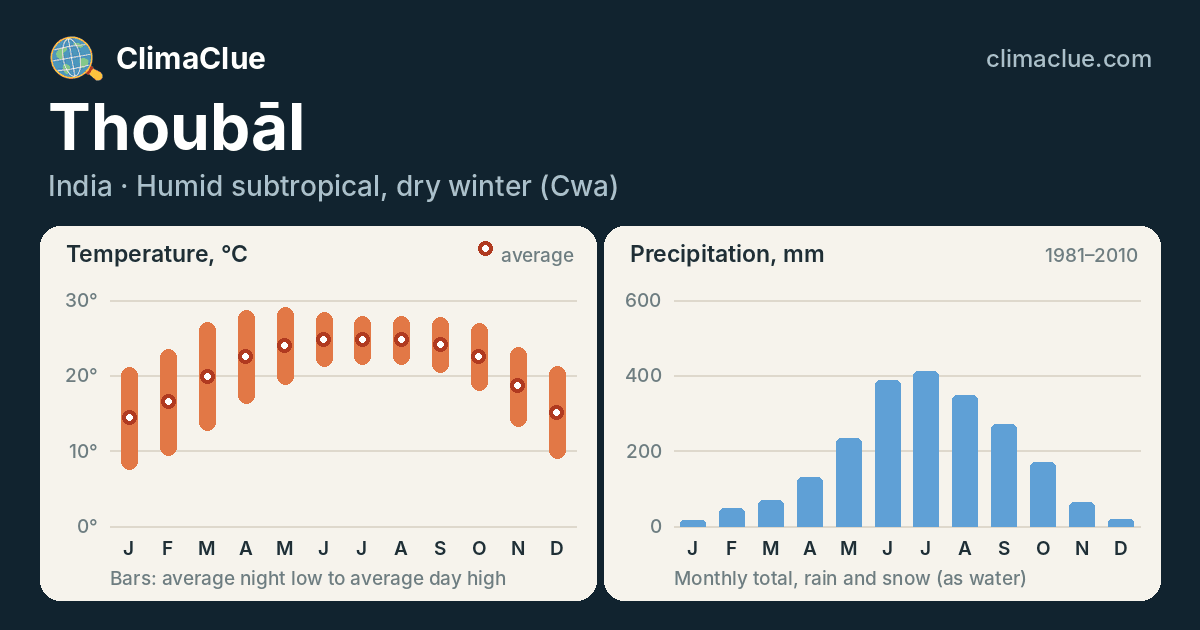 ClimaClue
climaclue.com
Thoubāl
India · Humid subtropical, dry winter (Cwa)
Temperature, °C
average
30°
20°
10°
0°
J F M A M J J A S O N D
Bars: average night low to average day high
Precipitation, mm
1981–2010
600
400
200
0
J F M A M J J A S O N D
Monthly total, rain and snow (as water)